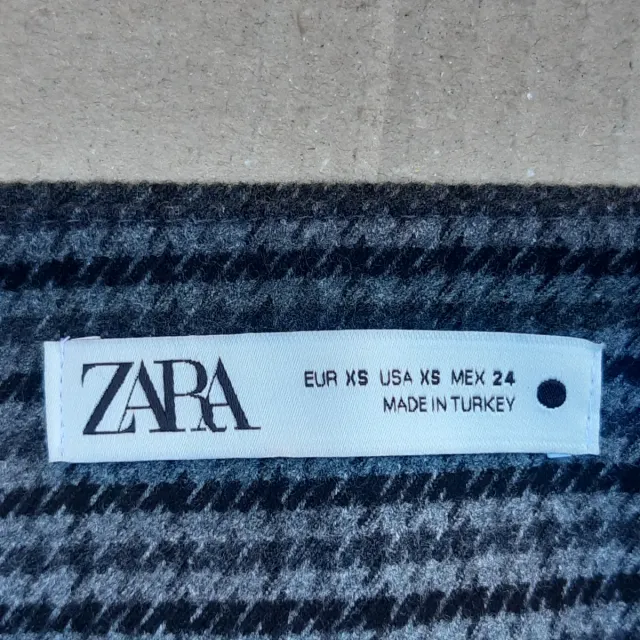 ZARA
EUR XS USA XS MEX 24
MADE IN TURKEY